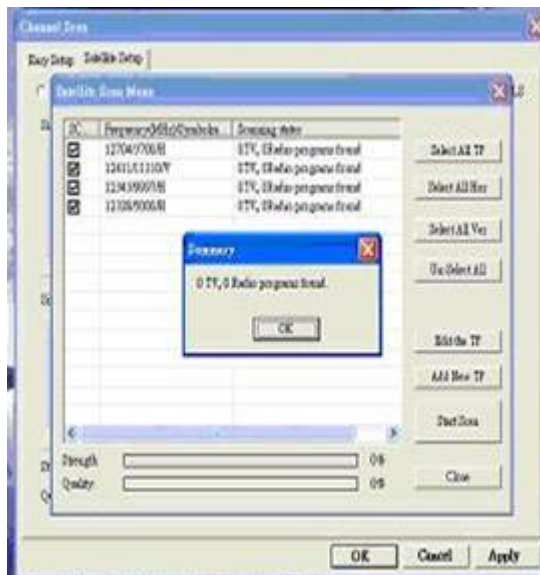 Channel Scan
Easy Setup Satellite Setup
Satellite Scan Menu
SC... Frequency(MHz)/Symbolra Scanning status
0 TV, 0 Radio programs found
0 TV, 0 Radio programs found
0 TV, 0 Radio programs found
0 TV, 0 Radio programs found
Select All TP
Select All Hor
Select All Ver
Un-Select All
Summary
0 TV, 0 Radio programs found.
OK
Edit the TP
Add New TP
Start Scan
Close
Strength 0%
Quality 0%
OK Cancel Apply